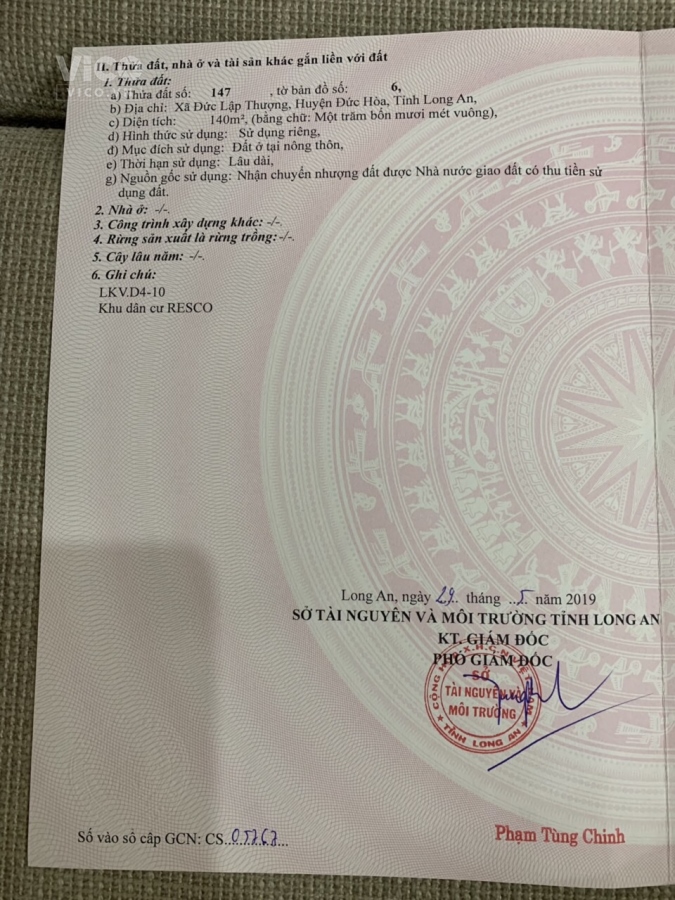 II. Thửa đất, nhà ở và tài sản khác gắn liền với đất
1. Thửa đất:
a) Thửa đất số: 147 , tờ bản đồ số: 6,
b) Địa chỉ: Xã Đức Lập Thượng, Huyện Đức Hòa, Tỉnh Long An,
c) Diện tích: 140m², (bằng chữ: Một trăm bốn mươi mét vuông),
d) Hình thức sử dụng: Sử dụng riêng,
đ) Mục đích sử dụng: Đất ở tại nông thôn,
e) Thời hạn sử dụng: Lâu dài,
g) Nguồn gốc sử dụng: Nhận chuyển nhượng đất được Nhà nước giao đất có thu tiền sử
dụng đất.
2. Nhà ở: -/-.
3. Công trình xây dựng khác: -/-.
4. Rừng sản xuất là rừng trồng: -/-.
5. Cây lâu năm: -/-.
6. Ghi chú:
LKV.D4-10
Khu dân cư RESCO
Long An, ngày 29 tháng 5 năm 2019
SỞ TÀI NGUYÊN VÀ MÔI TRƯỜNG TỈNH LONG AN
KT. GIÁM ĐỐC
PHÓ GIÁM ĐỐC
SỞ
TÀI NGUYÊN VÀ
MÔI TRƯỜNG
TỈNH LONG AN
Phạm Tùng Chinh
Số vào sổ cấp GCN: CS 05767